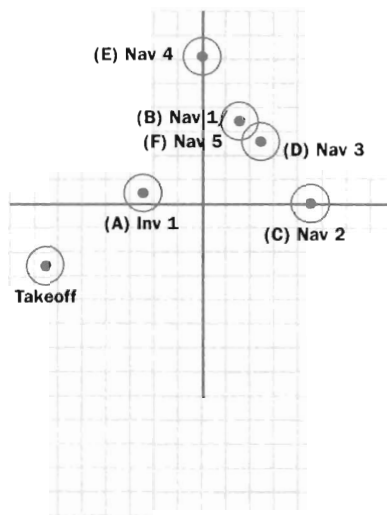 (E) Nav 4
(B) Nav 1/
(F) Nav 5
(D) Nav 3
(A) Inv 1
(C) Nav 2
Takeoff